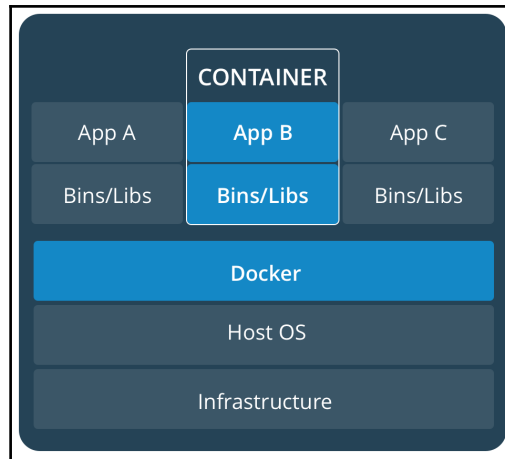 CONTAINER
App A App B App C
Bins/Libs Bins/Libs Bins/Libs
Docker
Host OS
Infrastructure